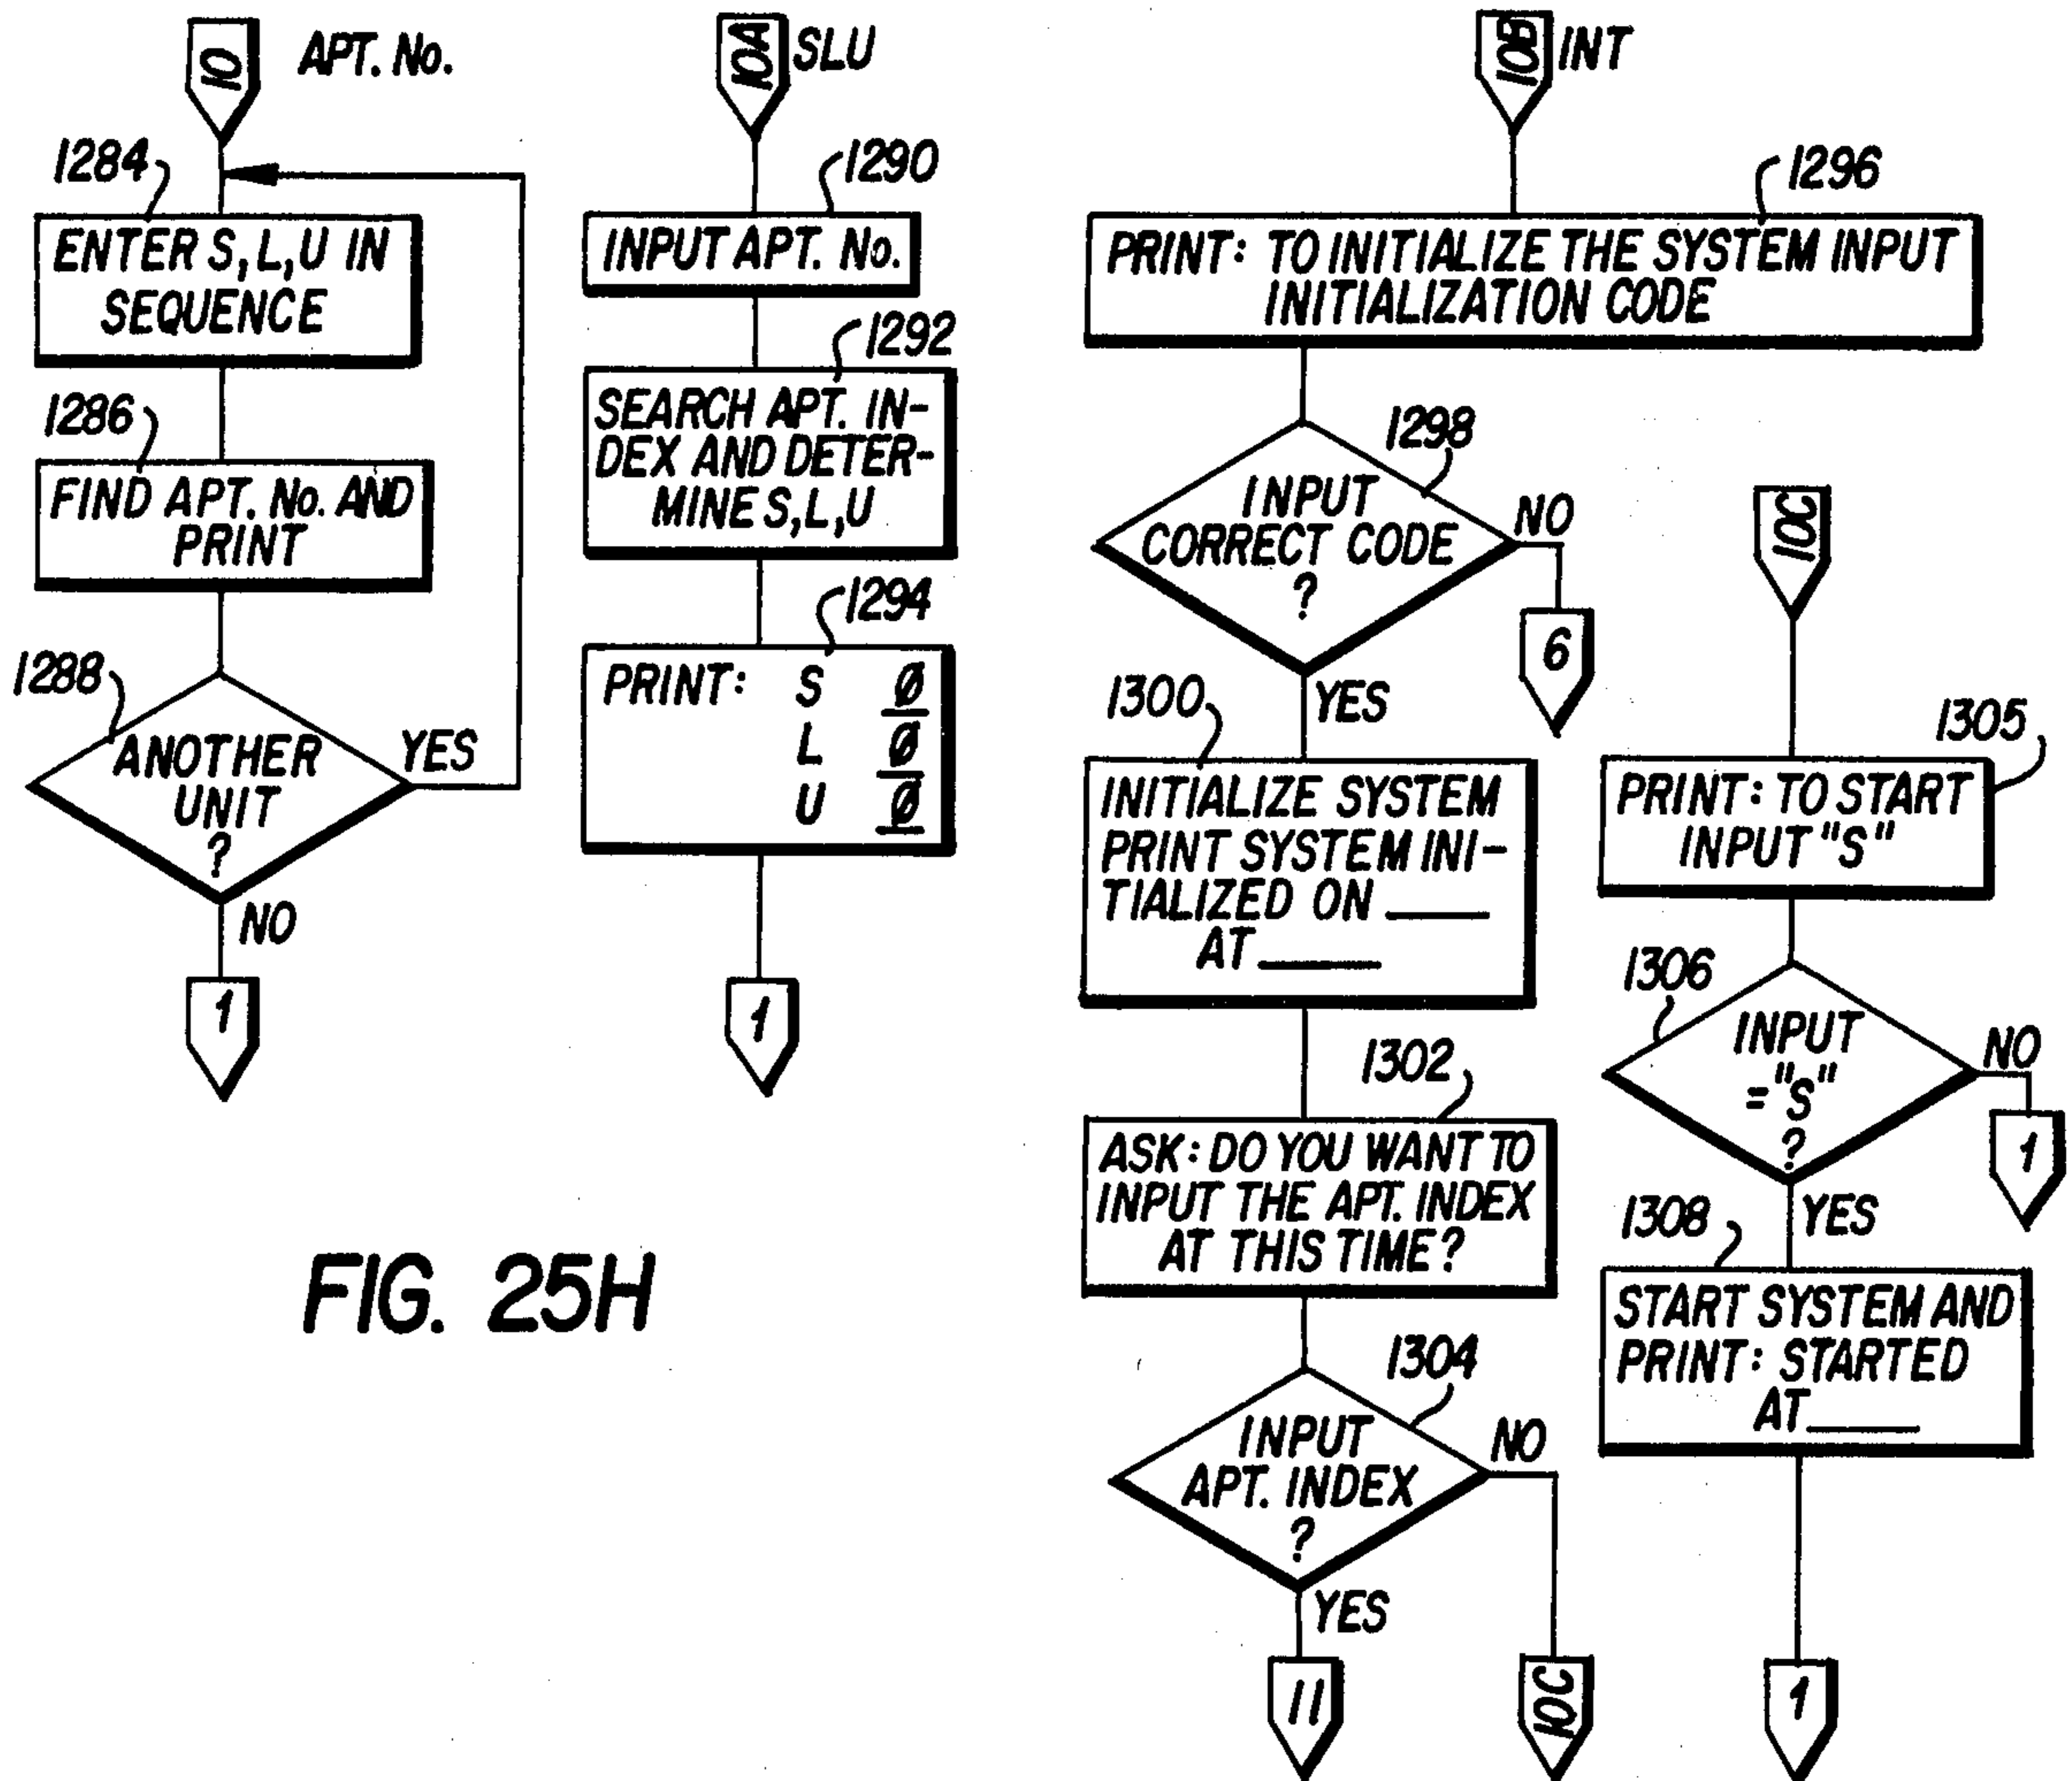 10 APT. No.
1284
ENTER S, L, U IN
SEQUENCE
1286
FIND APT. No. AND
PRINT
1288
ANOTHER
UNIT
?
YES
NO
1
10A SLU
1290
INPUT APT. No.
1292
SEARCH APT. IN-
DEX AND DETER-
MINE S, L, U
1294
PRINT: S Ø
L Ø
U Ø
1
10B INT
1296
PRINT: TO INITIALIZE THE SYSTEM INPUT
INITIALIZATION CODE
1298
INPUT
CORRECT CODE
?
NO
6
YES
1300
INITIALIZE SYSTEM
PRINT SYSTEM INI-
TIALIZED ON _____
AT _____
1302
ASK: DO YOU WANT TO
INPUT THE APT. INDEX
AT THIS TIME?
1304
INPUT
APT. INDEX
?
NO
YES
11
10C
10C
1305
PRINT: TO START
INPUT "S"
1306
INPUT
="S"
?
NO
1
YES
1308
START SYSTEM AND
PRINT: STARTED
AT _____
1
FIG. 25H